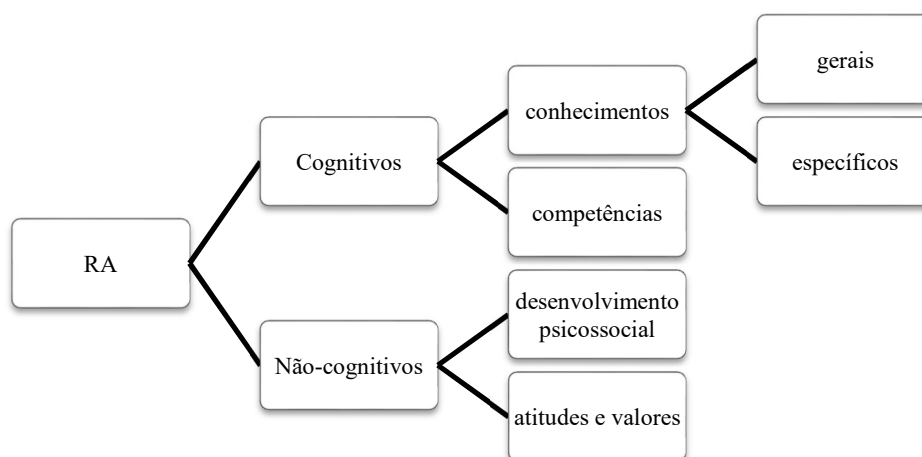 RA
Cognitivos
Não-cognitivos
conhecimentos
competências
desenvolvimento
psicossocial
atitudes e valores
gerais
específicos